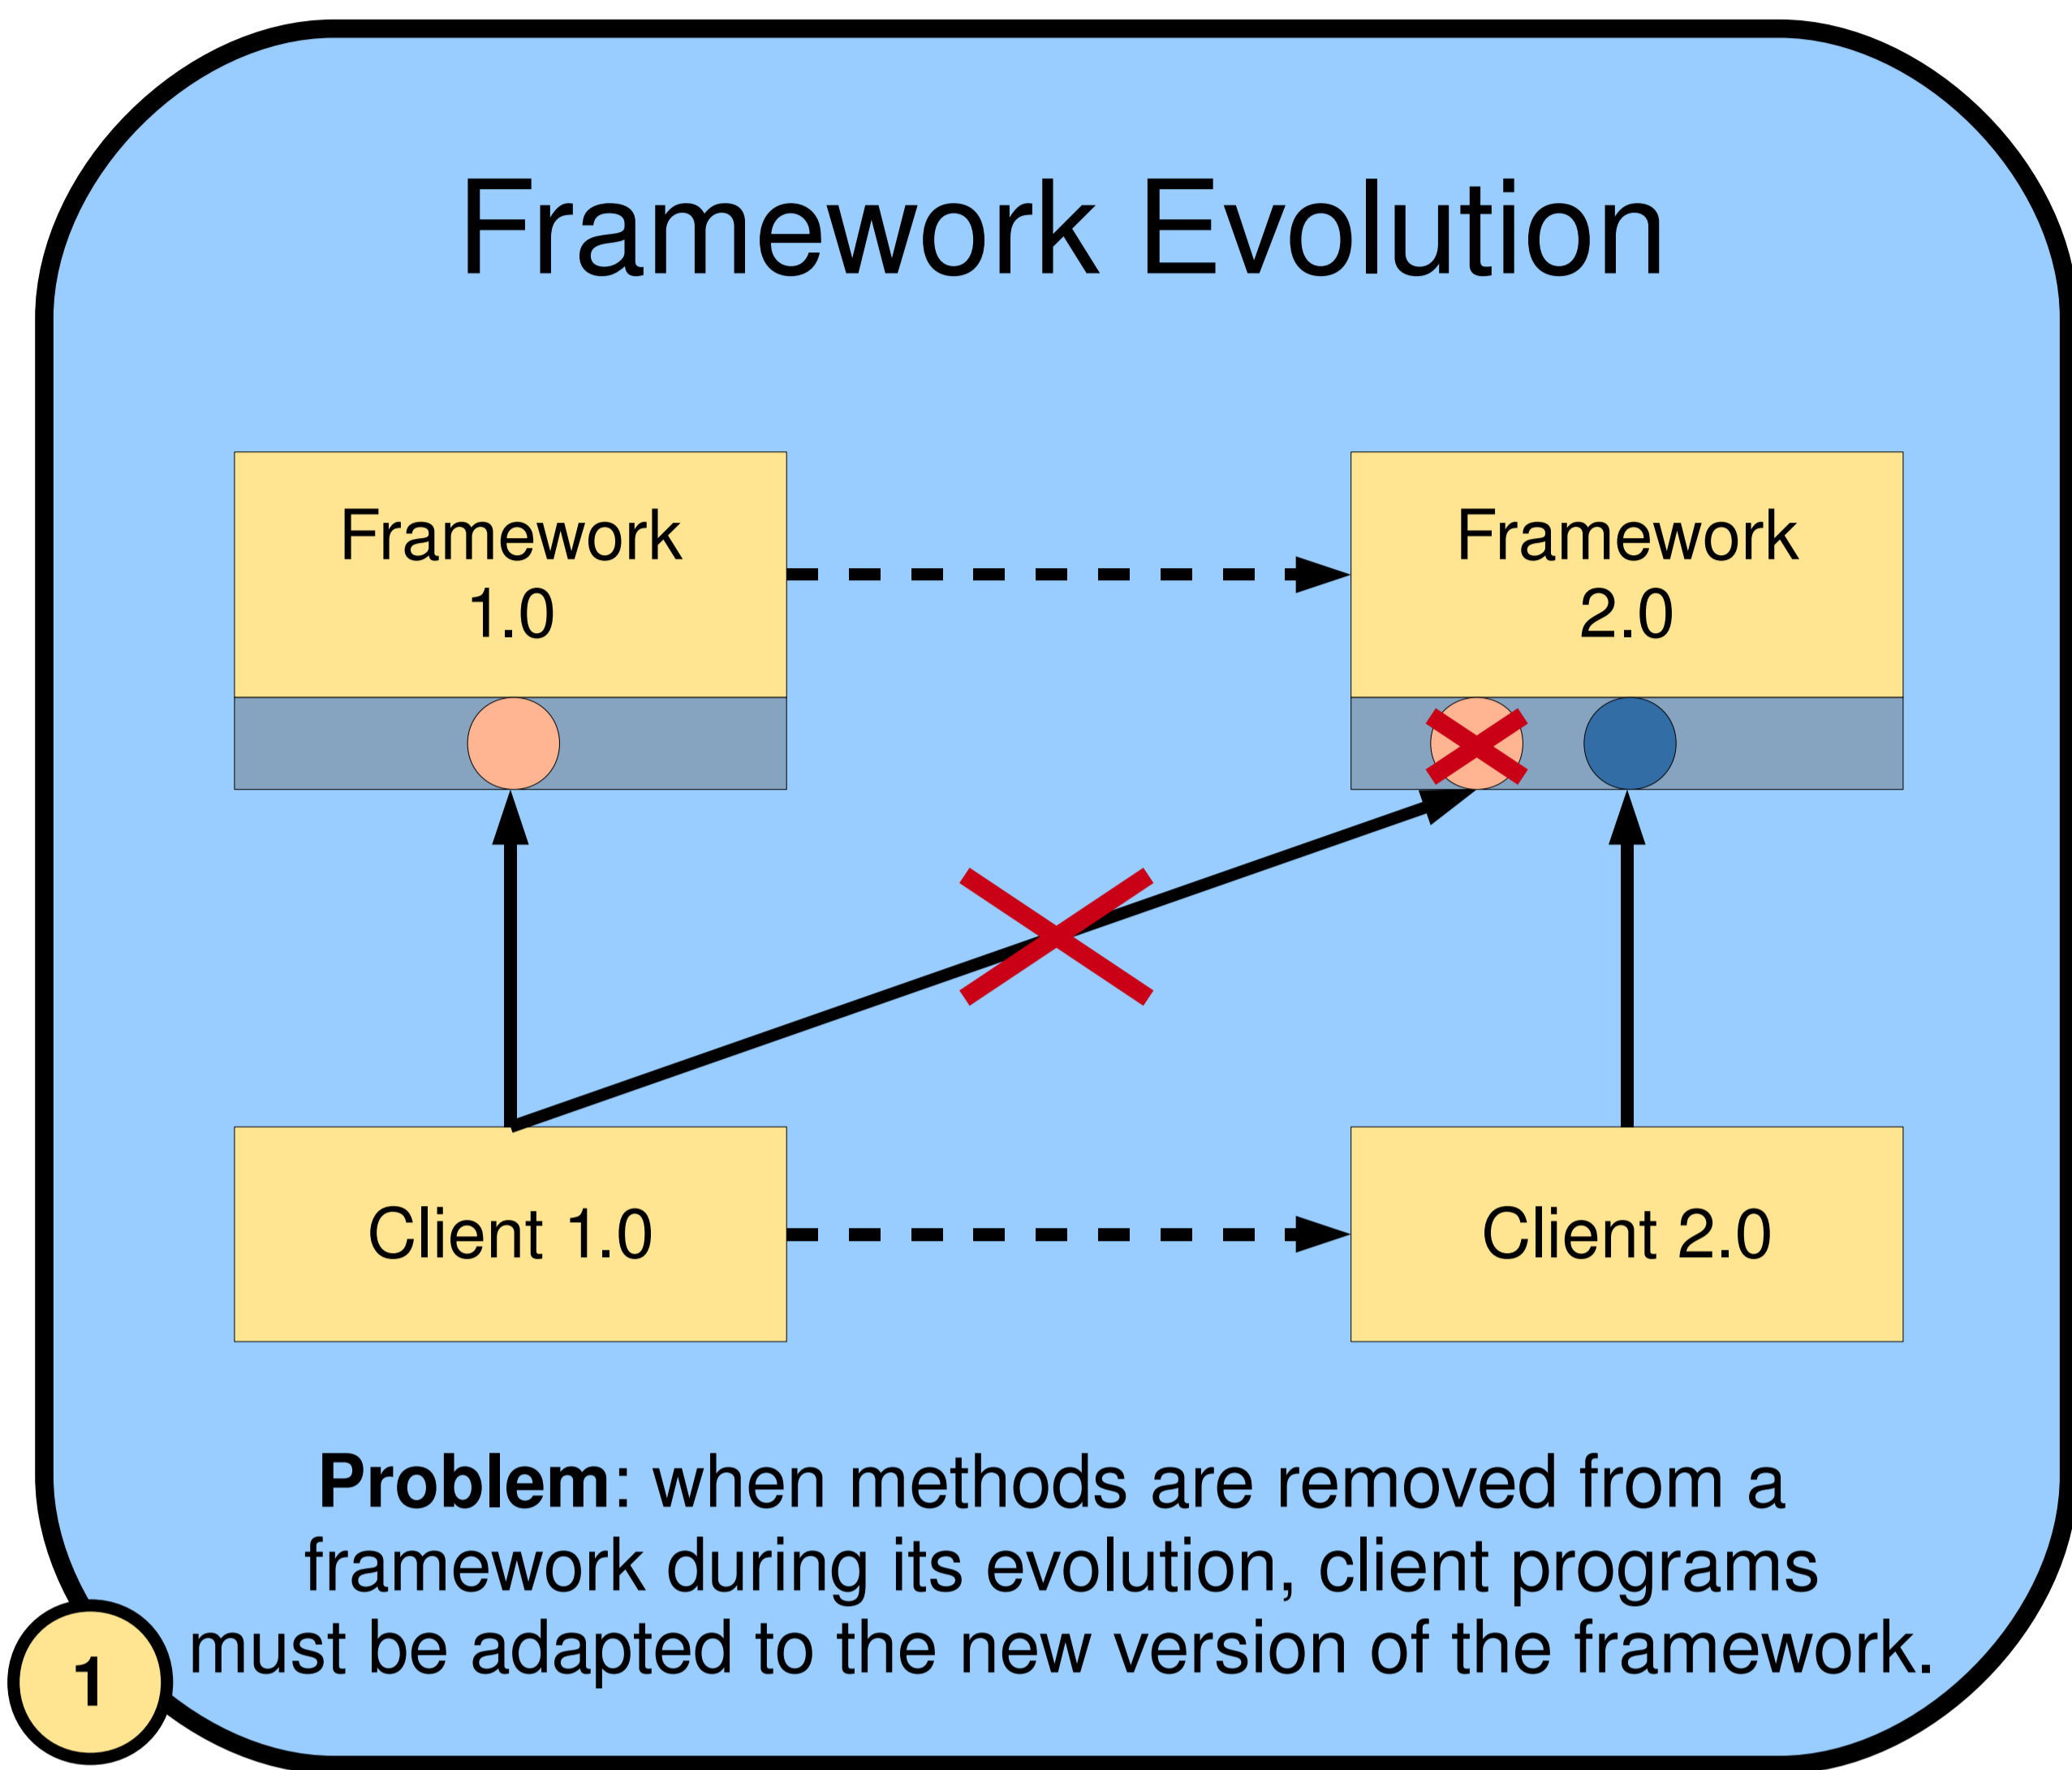 Framework Evolution
Framework
1.0
Framework
2.0
Client 1.0
Client 2.0
Problem: when methods are removed from a
framework during its evolution, client programs
must be adapted to the new version of the framework.
1